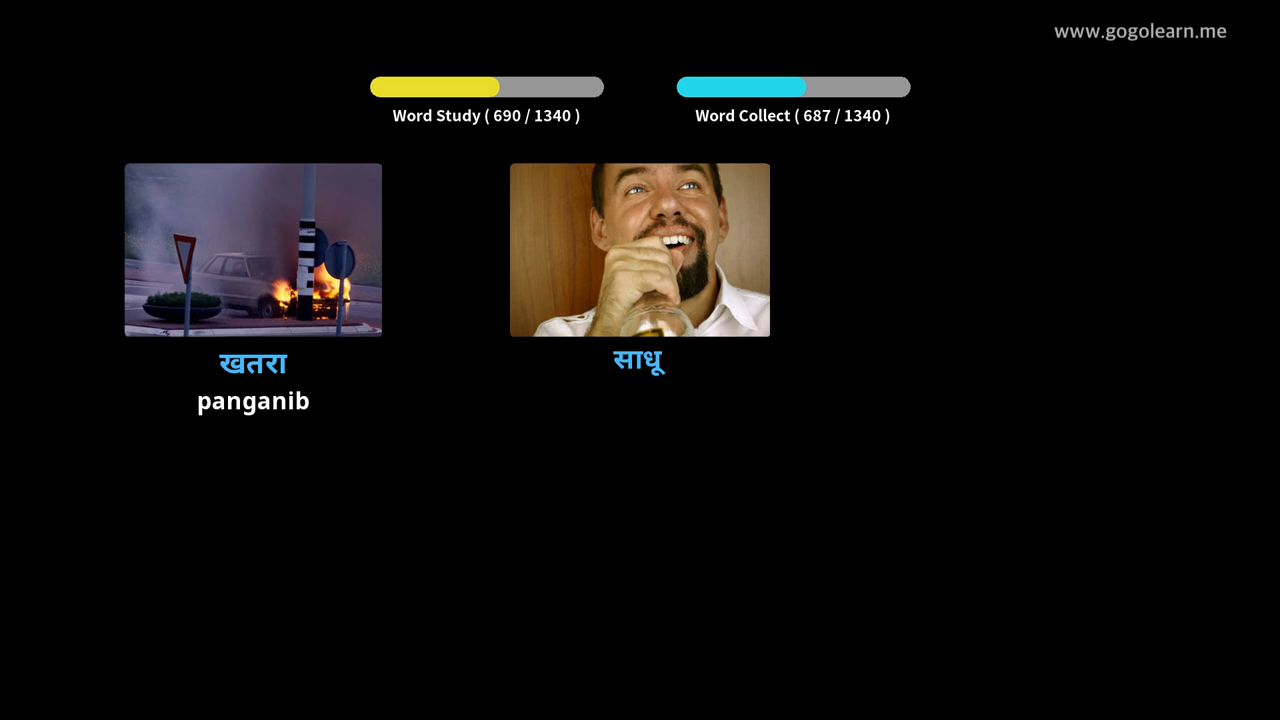 www.gogolearn.me
Word Study ( 690 / 1340 )
Word Collect ( 687 / 1340 )
खतरा
panganib
साधू